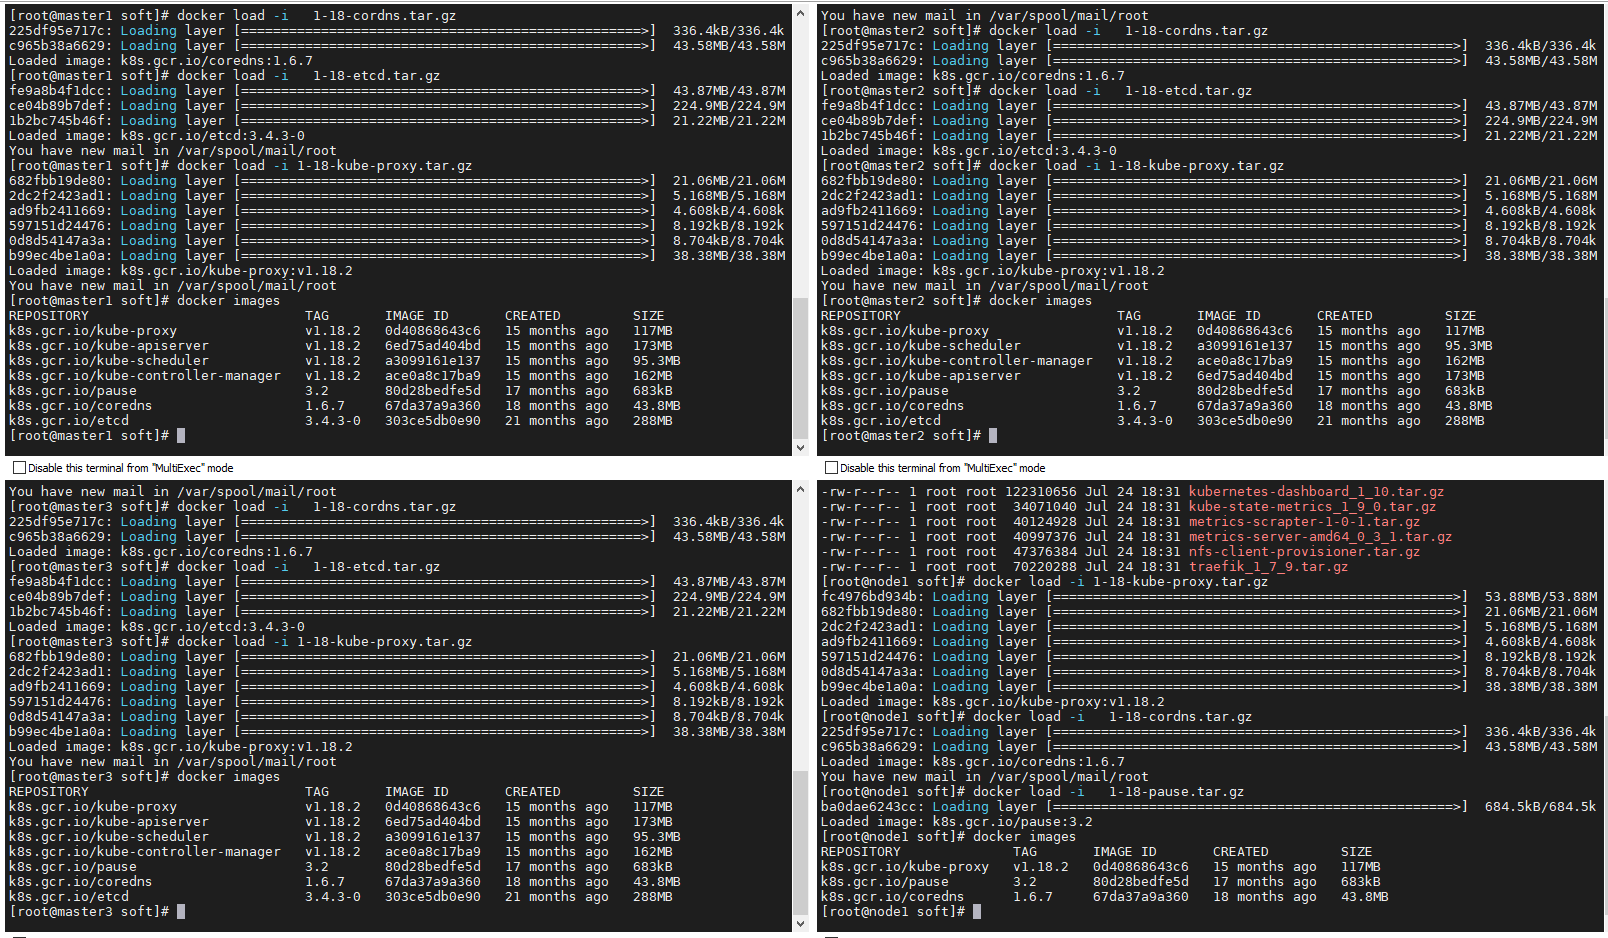 [root@master1 soft]# docker load -i   1-18-cordns.tar.gz
225df95e717c: Loading layer [==================================================>]  336.4kB/336.4k
c965b38a6629: Loading layer [==================================================>]  43.58MB/43.58M
Loaded image: k8s.gcr.io/coredns:1.6.7
[root@master1 soft]# docker load -i   1-18-etcd.tar.gz
fe9a8b4f1dcc: Loading layer [==================================================>]  43.87MB/43.87M
ce04b89b7def: Loading layer [==================================================>]  224.9MB/224.9M
1b2bc745b46f: Loading layer [==================================================>]  21.22MB/21.22M
Loaded image: k8s.gcr.io/etcd:3.4.3-0
You have new mail in /var/spool/mail/root
[root@master1 soft]# docker load -i 1-18-kube-proxy.tar.gz
682fbb19de80: Loading layer [==================================================>]  21.06MB/21.06M
2dc2f2423ad1: Loading layer [==================================================>]  5.168MB/5.168M
ad9fb2411669: Loading layer [==================================================>]  4.608kB/4.608k
597151d24476: Loading layer [==================================================>]  8.192kB/8.192k
0d8d54147a3a: Loading layer [==================================================>]  8.704kB/8.704k
b99ec4be1a0a: Loading layer [==================================================>]  38.38MB/38.38M
Loaded image: k8s.gcr.io/kube-proxy:v1.18.2
You have new mail in /var/spool/mail/root
[root@master1 soft]# docker images
REPOSITORY                           TAG       IMAGE ID       CREATED         SIZE
k8s.gcr.io/kube-proxy                v1.18.2   0d40868643c6   15 months ago   117MB
k8s.gcr.io/kube-apiserver            v1.18.2   6ed75ad404bd   15 months ago   173MB
k8s.gcr.io/kube-scheduler            v1.18.2   a3099161e137   15 months ago   95.3MB
k8s.gcr.io/kube-controller-manager   v1.18.2   ace0a8c17ba9   15 months ago   162MB
k8s.gcr.io/pause                     3.2       80d28bedfe5d   17 months ago   683kB
k8s.gcr.io/coredns                   1.6.7     67da37a9a360   18 months ago   43.8MB
k8s.gcr.io/etcd                      3.4.3-0   303ce5db0e90   21 months ago   288MB
[root@master1 soft]#
Disable this terminal from "MultiExec" mode
You have new mail in /var/spool/mail/root
[root@master2 soft]# docker load -i   1-18-cordns.tar.gz
225df95e717c: Loading layer [==================================================>]  336.4kB/336.4k
c965b38a6629: Loading layer [==================================================>]  43.58MB/43.58M
Loaded image: k8s.gcr.io/coredns:1.6.7
[root@master2 soft]# docker load -i   1-18-etcd.tar.gz
fe9a8b4f1dcc: Loading layer [==================================================>]  43.87MB/43.87M
ce04b89b7def: Loading layer [==================================================>]  224.9MB/224.9M
1b2bc745b46f: Loading layer [==================================================>]  21.22MB/21.22M
Loaded image: k8s.gcr.io/etcd:3.4.3-0
[root@master2 soft]# docker load -i 1-18-kube-proxy.tar.gz
682fbb19de80: Loading layer [==================================================>]  21.06MB/21.06M
2dc2f2423ad1: Loading layer [==================================================>]  5.168MB/5.168M
ad9fb2411669: Loading layer [==================================================>]  4.608kB/4.608k
597151d24476: Loading layer [==================================================>]  8.192kB/8.192k
0d8d54147a3a: Loading layer [==================================================>]  8.704kB/8.704k
b99ec4be1a0a: Loading layer [==================================================>]  38.38MB/38.38M
Loaded image: k8s.gcr.io/kube-proxy:v1.18.2
You have new mail in /var/spool/mail/root
[root@master2 soft]# docker images
REPOSITORY                           TAG       IMAGE ID       CREATED         SIZE
k8s.gcr.io/kube-proxy                v1.18.2   0d40868643c6   15 months ago   117MB
k8s.gcr.io/kube-scheduler            v1.18.2   a3099161e137   15 months ago   95.3MB
k8s.gcr.io/kube-controller-manager   v1.18.2   ace0a8c17ba9   15 months ago   162MB
k8s.gcr.io/kube-apiserver            v1.18.2   6ed75ad404bd   15 months ago   173MB
k8s.gcr.io/pause                     3.2       80d28bedfe5d   17 months ago   683kB
k8s.gcr.io/coredns                   1.6.7     67da37a9a360   18 months ago   43.8MB
k8s.gcr.io/etcd                      3.4.3-0   303ce5db0e90   21 months ago   288MB
[root@master2 soft]#
Disable this terminal from "MultiExec" mode
You have new mail in /var/spool/mail/root
[root@master3 soft]# docker load -i   1-18-cordns.tar.gz
225df95e717c: Loading layer [==================================================>]  336.4kB/336.4k
c965b38a6629: Loading layer [==================================================>]  43.58MB/43.58M
Loaded image: k8s.gcr.io/coredns:1.6.7
[root@master3 soft]# docker load -i   1-18-etcd.tar.gz
fe9a8b4f1dcc: Loading layer [==================================================>]  43.87MB/43.87M
ce04b89b7def: Loading layer [==================================================>]  224.9MB/224.9M
1b2bc745b46f: Loading layer [==================================================>]  21.22MB/21.22M
Loaded image: k8s.gcr.io/etcd:3.4.3-0
[root@master3 soft]# docker load -i 1-18-kube-proxy.tar.gz
682fbb19de80: Loading layer [==================================================>]  21.06MB/21.06M
2dc2f2423ad1: Loading layer [==================================================>]  5.168MB/5.168M
ad9fb2411669: Loading layer [==================================================>]  4.608kB/4.608k
597151d24476: Loading layer [==================================================>]  8.192kB/8.192k
0d8d54147a3a: Loading layer [==================================================>]  8.704kB/8.704k
b99ec4be1a0a: Loading layer [==================================================>]  38.38MB/38.38M
Loaded image: k8s.gcr.io/kube-proxy:v1.18.2
You have new mail in /var/spool/mail/root
[root@master3 soft]# docker images
REPOSITORY                           TAG       IMAGE ID       CREATED         SIZE
k8s.gcr.io/kube-proxy                v1.18.2   0d40868643c6   15 months ago   117MB
k8s.gcr.io/kube-apiserver            v1.18.2   6ed75ad404bd   15 months ago   173MB
k8s.gcr.io/kube-scheduler            v1.18.2   a3099161e137   15 months ago   95.3MB
k8s.gcr.io/kube-controller-manager   v1.18.2   ace0a8c17ba9   15 months ago   162MB
k8s.gcr.io/pause                     3.2       80d28bedfe5d   17 months ago   683kB
k8s.gcr.io/coredns                   1.6.7     67da37a9a360   18 months ago   43.8MB
k8s.gcr.io/etcd                      3.4.3-0   303ce5db0e90   21 months ago   288MB
[root@master3 soft]#
-rw-r--r-- 1 root root 122310656 Jul 24 18:31 kubernetes-dashboard_1_10.tar.gz
-rw-r--r-- 1 root root  34071040 Jul 24 18:31 kube-state-metrics_1_9_0.tar.gz
-rw-r--r-- 1 root root  40124928 Jul 24 18:31 metrics-scrapter-1-0-1.tar.gz
-rw-r--r-- 1 root root  40997376 Jul 24 18:31 metrics-server-amd64_0_3_1.tar.gz
-rw-r--r-- 1 root root  47376384 Jul 24 18:31 nfs-client-provisioner.tar.gz
-rw-r--r-- 1 root root  70220288 Jul 24 18:31 traefik_1_7_9.tar.gz
[root@node1 soft]# docker load -i 1-18-kube-proxy.tar.gz
fc4976bd934b: Loading layer [==================================================>]  53.88MB/53.88M
682fbb19de80: Loading layer [==================================================>]  21.06MB/21.06M
2dc2f2423ad1: Loading layer [==================================================>]  5.168MB/5.168M
ad9fb2411669: Loading layer [==================================================>]  4.608kB/4.608k
597151d24476: Loading layer [==================================================>]  8.192kB/8.192k
0d8d54147a3a: Loading layer [==================================================>]  8.704kB/8.704k
b99ec4be1a0a: Loading layer [==================================================>]  38.38MB/38.38M
Loaded image: k8s.gcr.io/kube-proxy:v1.18.2
[root@node1 soft]# docker load -i   1-18-cordns.tar.gz
225df95e717c: Loading layer [==================================================>]  336.4kB/336.4k
c965b38a6629: Loading layer [==================================================>]  43.58MB/43.58M
Loaded image: k8s.gcr.io/coredns:1.6.7
You have new mail in /var/spool/mail/root
[root@node1 soft]# docker load -i   1-18-pause.tar.gz
ba0dae6243cc: Loading layer [==================================================>]  684.5kB/684.5k
Loaded image: k8s.gcr.io/pause:3.2
[root@node1 soft]# docker images
REPOSITORY              TAG       IMAGE ID       CREATED         SIZE
k8s.gcr.io/kube-proxy   v1.18.2   0d40868643c6   15 months ago   117MB
k8s.gcr.io/pause        3.2       80d28bedfe5d   17 months ago   683kB
k8s.gcr.io/coredns      1.6.7     67da37a9a360   18 months ago   43.8MB
[root@node1 soft]#